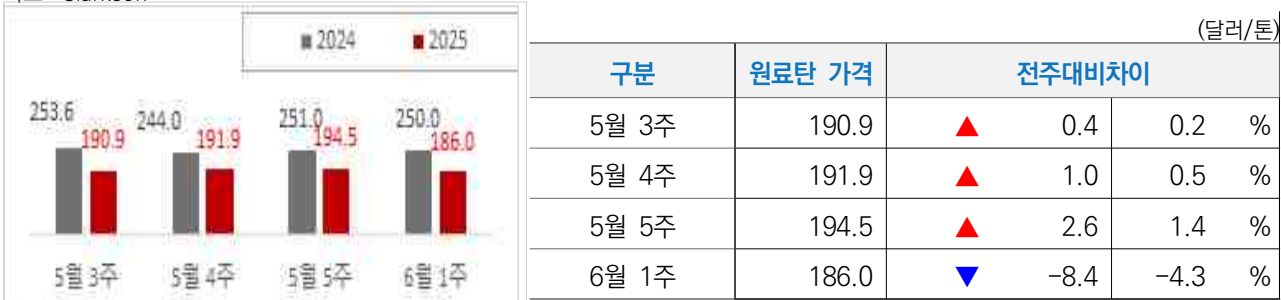 ■ 2024 ■ 2025
253.6 190.9 244.0 191.9 251.0 194.5 250.0 186.0
5월 3주 5월 4주 5월 5주 6월 1주
(달러/톤)
구분 원료탄 가격 전주대비차이
5월 3주 190.9 ▲ 0.4 0.2 %
5월 4주 191.9 ▲ 1.0 0.5 %
5월 5주 194.5 ▲ 2.6 1.4 %
6월 1주 186.0 ▼ -8.4 -4.3 %